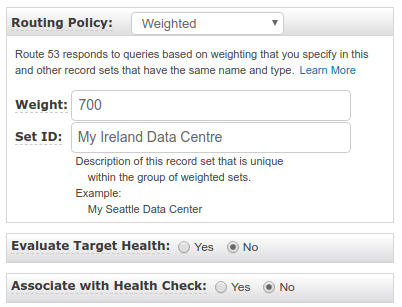 Routing Policy: Weighted
Route 53 responds to queries based on weighting that you specify in this
and other record sets that have the same name and type. Learn More
Weight: 700
Set ID: My Ireland Data Centre
Description of this record set that is unique
within the group of weighted sets.
Example:
My Seattle Data Center
Evaluate Target Health: Yes No
Associate with Health Check: Yes No